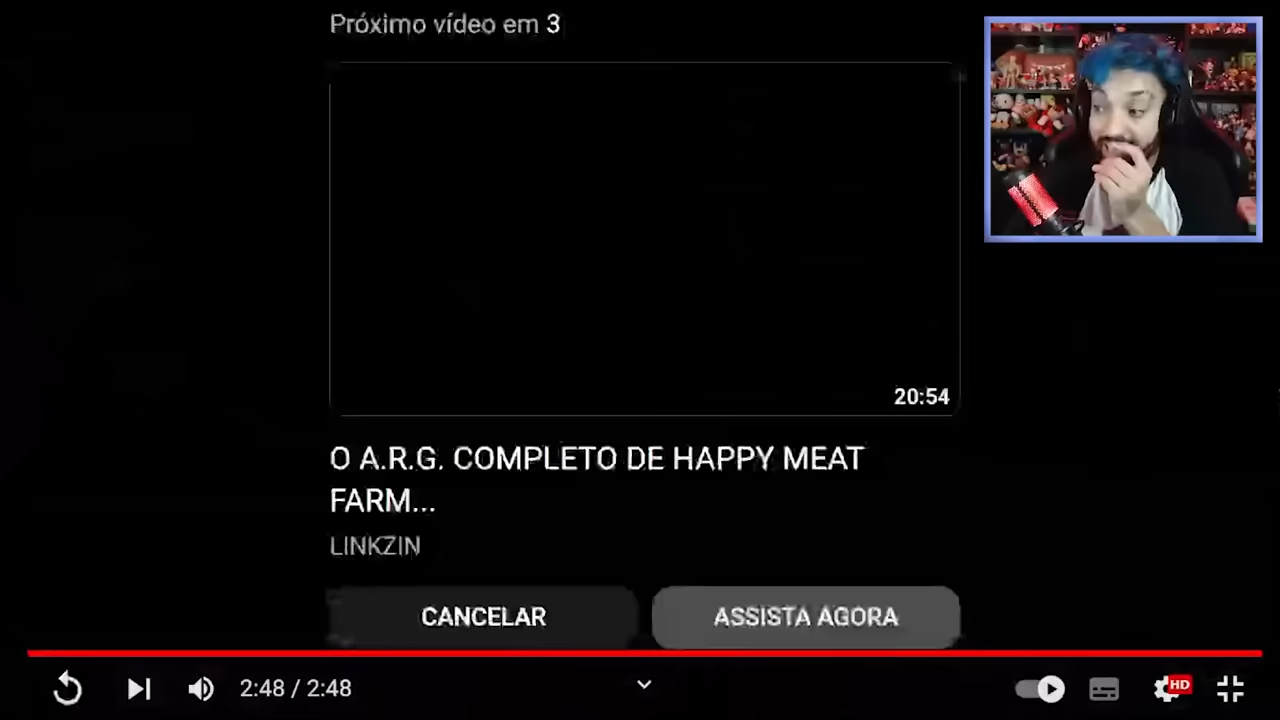 Próximo vídeo em 3
20:54
O A.R.G. COMPLETO DE HAPPY MEAT
FARM...
LINKZIN
CANCELAR
ASSISTA AGORA
2:48 / 2:48
HD